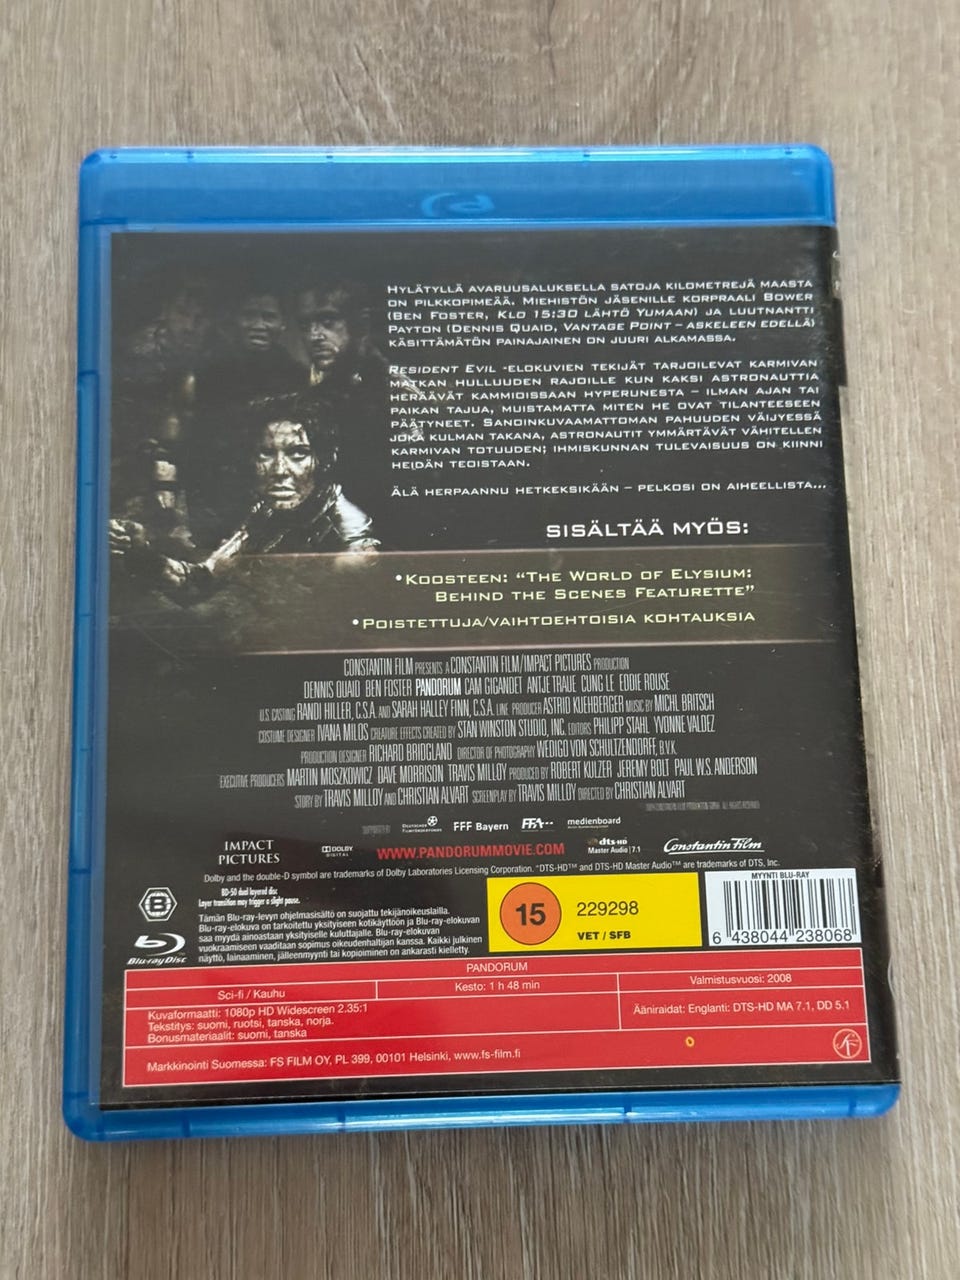 HYLÄTYLLÄ AVARUUSALUKSELLA SATOJA KILOMETREJÄ MAASTA
ON PILKKOPIMEÄÄ. MIEHISTÖN JÄSENILLE KORPRAALI BOWER
(BEN FOSTER, KLO 15:30 LÄHTÖ YUMAAN) JA LUUTNANTTI
PAYTON (DENNIS QUAID, VANTAGE POINT – ASKELEEN EDELLÄ)
KÄSITTÄMÄTÖN PAINAJAINEN ON JUURI ALKAMASSA.
RESIDENT EVIL -ELOKUVIEN TEKIJÄT TARJOILEVAT KARMIVAN
MATKAN HULLUUDEN RAJOILLE KUN KAKSI ASTRONAUTTIA
HERÄÄVÄT KAMMIOISSAAN HYPERUNESTA – ILMAN AJAN TAI
PAIKAN TAJUA, MUISTAMATTA MITEN HE OVAT TILANTEESEEN
PÄÄTYNEET. SANOINKUVAAMATTOMAN PAHUUDEN VÄIJYESSÄ
JOKA KULMAN TAKANA, ASTRONAUTIT YMMÄRTÄVÄT VÄHITELLEN
KARMIVAN TOTUUDEN; IHMISKUNNAN TULEVAISUUS ON KIINNI
HEIDÄN TEOISTAAN.
ÄLÄ HERPAANNU HETKEKSIKÄÄN – PELKOSI ON AIHEELLISTA...
SISÄLTÄÄ MYÖS:
•KOOSTEEN: "THE WORLD OF ELYSIUM:
BEHIND THE SCENES FEATURETTE"
•POISTETTUJA/VAIHTOEHTOISIA KOHTAUKSIA
CONSTANTIN FILM PRESENTS A CONSTANTIN FILM/IMPACT PICTURES PRODUCTION
DENNIS QUAID BEN FOSTER PANDORUM CAM GIGANDET ANTJE TRAUE CUNG LE EDDIE ROUSE
U.S. CASTING RANDI HILLER, C.S.A. AND SARAH HALLEY FINN, C.S.A. LINE PRODUCER ASTRID KUEHBERGER MUSIC BY MICHL BRITSCH
COSTUME DESIGNER IVANA MILOS CREATURE EFFECTS CREATED BY STAN WINSTON STUDIO, INC. EDITORS PHILIPP STAHL YVONNE VALDEZ
PRODUCTION DESIGNER RICHARD BRIDGLAND DIRECTOR OF PHOTOGRAPHY WEDIGO VON SCHULTZENDORFF, B.V.K.
EXECUTIVE PRODUCERS MARTIN MOSZKOWICZ DAVE MORRISON TRAVIS MILLOY PRODUCED BY ROBERT KULZER JEREMY BOLT PAUL W.S. ANDERSON
STORY BY TRAVIS MILLOY AND CHRISTIAN ALVART SCREENPLAY BY TRAVIS MILLOY DIRECTED BY CHRISTIAN ALVART
SUPPORTED BY DEUTSCHER FILMFÖRDERFONDS FFF Bayern FFA medienboard
IMPACT PICTURES DOLBY DIGITAL WWW.PANDORUMMOVIE.COM dts-HD Master Audio 7.1 Constantin Film
Dolby and the double-D symbol are trademarks of Dolby Laboratories Licensing Corporation. "DTS-HD™ and DTS-HD Master Audio™ are trademarks of DTS, Inc.
BD-50 dual layered disc
Layer transition may trigger a slight pause.
B
Tämän Blu-ray-levyn ohjelmasisältö on suojattu tekijänoikeuslailla.
Blu-ray-elokuva on tarkoitettu yksityiseen kotikäyttöön ja Blu-ray-elokuvan
saa myydä ainoastaan yksityiselle kuluttajalle. Blu-ray-elokuvan
vuokraamiseen vaaditaan sopimus oikeudenhaltijan kanssa. Kaikki julkinen
näyttö, lainaaminen, jälleenmyynti tai kopioiminen on ankarasti kielletty.
Blu-ray Disc
15 229298
VET / SFB
MYYNTI BLU-RAY
6 438044 238068
PANDORUM
Sci-fi / Kauhu Kesto: 1 h 48 min Valmistusvuosi: 2008
Kuvaformaatti: 1080p HD Widescreen 2.35:1
Tekstitys: suomi, ruotsi, tanska, norja.
Bonusmateriaalit: suomi, tanska
Ääniraidat: Englanti: DTS-HD MA 7.1, DD 5.1
Markkinointi Suomessa: FS FILM OY, PL 399, 00101 Helsinki, www.fs-film.fi